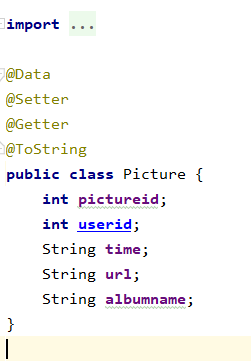 import ...
@Data
@Setter
@Getter
@ToString
public class Picture {
    int pictureid;
    int userid;
    String time;
    String url;
    String albumname;
}